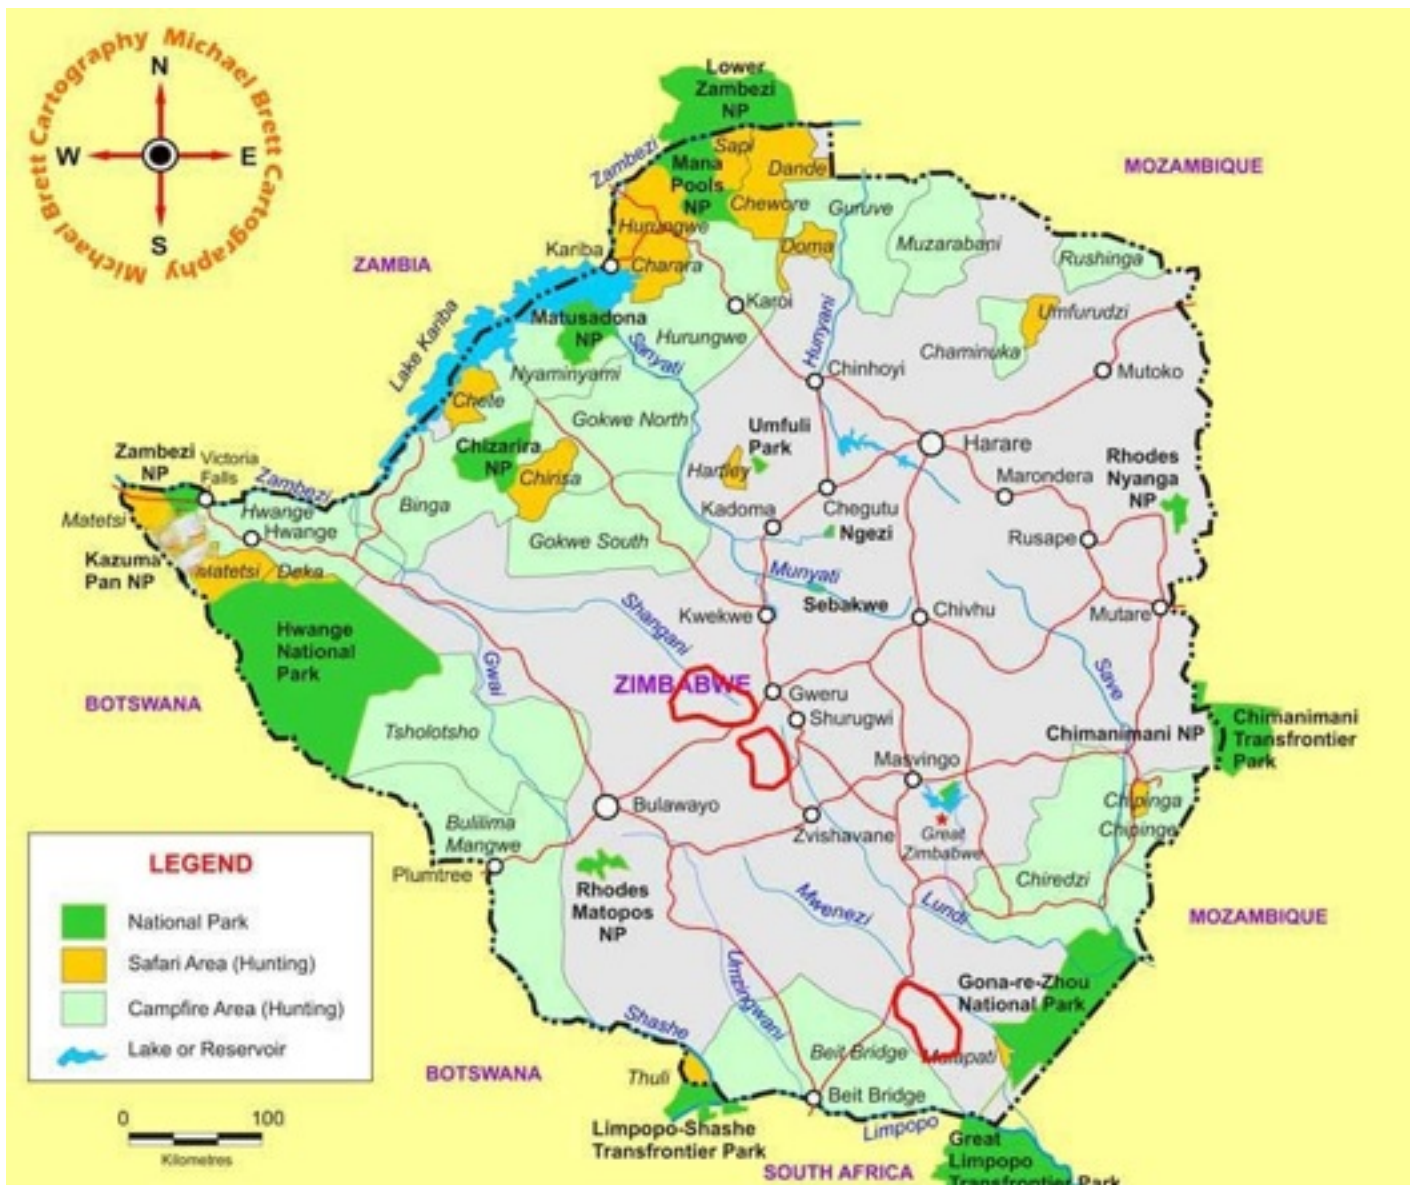 Michael Brett Cartography Michael Brett Cartography
N
W
E
S
Lower
Zambezi
NP
Zambezi
Sapi
Mana
Pools
NP
Dande
Chewore
MOZAMBIQUE
Guruve
Hurungwe
Doma
Muzarabani
Kariba
ZAMBIA
Charara
Rushinga
Karoi
Matusadona
NP
Lake Kariba
Sanyati
Hurungwe
Hunyani
Umfurudzi
Chaminuka
Nyaminyami
Chinhoyi
Mutoko
Chete
Gokwe North
Umfuli
Park
Harare
Zambezi
NP
Victoria
Falls
Chizarira
NP
Chirisa
Hartley
Marondera
Rhodes
Nyanga
NP
Zambezi
Matetsi
Hwange
Hwange
Binga
Kadoma
Chegutu
Ngezi
Rusape
Gokwe South
Kazuma
Pan NP
Matetsi
Deka
Munyati
Sebakwe
Shangani
Kwekwe
Chivhu
Mutare
Hwange
National
Park
Gwai
Save
ZIMBABWE
Gweru
BOTSWANA
Shurugwi
Chimanimani
Transfrontier
Park
Tsholotsho
Chimanimani NP
Masvingo
Bulawayo
Chipinga
Chipinge
Bulilima
Mangwe
Zvishavane
Great
Zimbabwe
Plumtree
Chiredzi
LEGEND
Rhodes
Matopos
NP
Mwenezi
Lundi
MOZAMBIQUE
National Park
Safari Area (Hunting)
Campfire Area (Hunting)
Lake or Reservoir
Umzingwani
Gona-re-Zhou
National Park
Shashe
Beit Bridge
Malapati
BOTSWANA
Thuli
Beit Bridge
0 100
Kilometres
Limpopo-Shashe
Transfrontier Park
Limpopo
Great
Limpopo
Transfrontier Park
SOUTH AFRICA